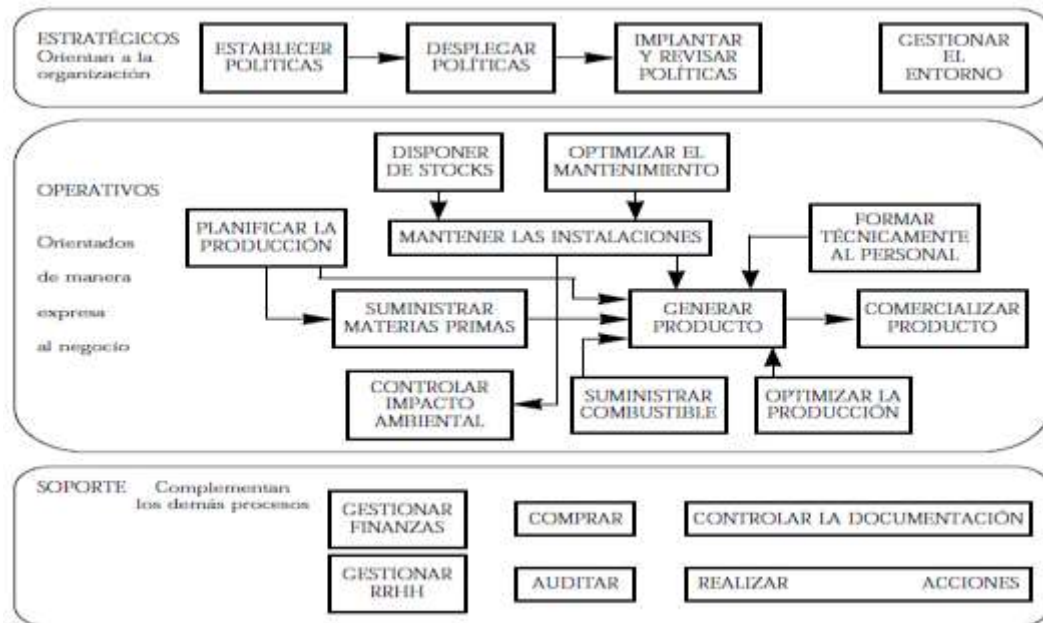 ESTRATÉGICOS
Orientan a la
organización
ESTABLECER
POLITICAS
DESPLEGAR
POLÍTICAS
IMPLANTAR
Y REVISAR
POLÍTICAS
GESTIONAR
EL
ENTORNO
OPERATIVOS
Orientados
de manera
expresa
al negocio
DISPONER
DE STOCKS
OPTIMIZAR EL
MANTENIMIENTO
PLANIFICAR LA
PRODUCCIÓN
MANTENER LAS INSTALACIONES
FORMAR
TÉCNICAMENTE
AL PERSONAL
SUMINISTRAR
MATERIAS PRIMAS
GENERAR
PRODUCTO
COMERCIALIZAR
PRODUCTO
CONTROLAR
IMPACTO
AMBIENTAL
SUMINISTRAR
COMBUSTIBLE
OPTIMIZAR LA
PRODUCCIÓN
SOPORTE Complementan
los demás procesos
GESTIONAR
FINANZAS
COMPRAR
CONTROLAR LA DOCUMENTACIÓN
GESTIONAR
RRHH
AUDITAR
REALIZAR ACCIONES